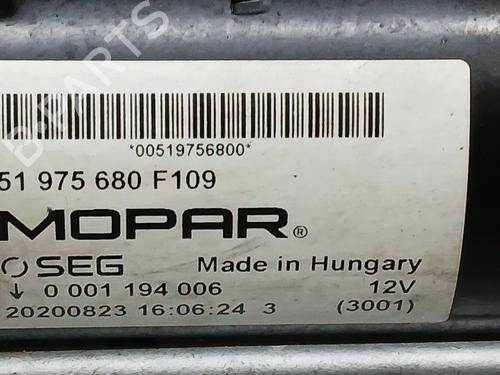 *00519756800*
51 975 680 F109
MOPAR®
SEG Made in Hungary
↓ 0 001 194 006 12V
20200823 16:06:24 3 (3001)
B-PARTS